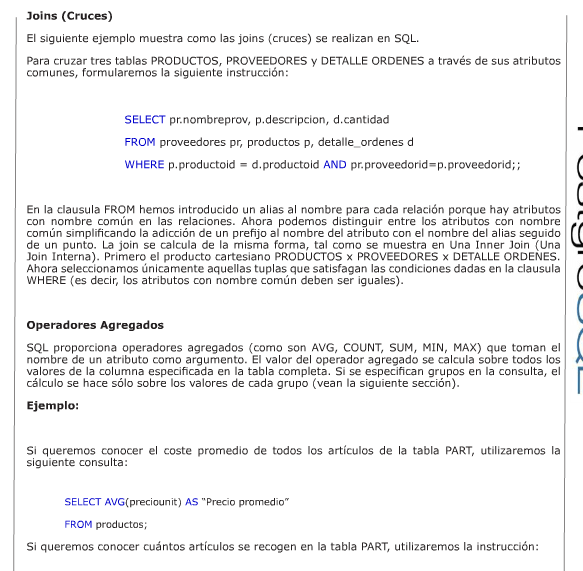 Joins (Cruces)
El siguiente ejemplo muestra como las joins (cruces) se realizan en SQL.
Para cruzar tres tablas PRODUCTOS, PROVEEDORES y DETALLE ORDENES a través de sus atributos
comunes, formularemos la siguiente instrucción:
SELECT pr.nombreprov, p.descripcion, d.cantidad
FROM proveedores pr, productos p, detalle_ordenes d
WHERE p.productoid = d.productoid AND pr.proveedorid=p.proveedorid;;
En la clausula FROM hemos introducido un alias al nombre para cada relación porque hay atributos
con nombre común en las relaciones. Ahora podemos distinguir entre los atributos con nombre
común simplificando la adicción de un prefijo al nombre del atributo con el nombre del alias seguido
de un punto. La join se calcula de la misma forma, tal como se muestra en Una Inner Join (Una
Join Interna). Primero el producto cartesiano PRODUCTOS x PROVEEDORES x DETALLE ORDENES.
Ahora seleccionamos únicamente aquellas tuplas que satisfagan las condiciones dadas en la clausula
WHERE (es decir, los atributos con nombre común deben ser iguales).
Operadores Agregados
SQL proporciona operadores agregados (como son AVG, COUNT, SUM, MIN, MAX) que toman el
nombre de un atributo como argumento. El valor del operador agregado se calcula sobre todos los
valores de la columna especificada en la tabla completa. Si se especifican grupos en la consulta, el
cálculo se hace sólo sobre los valores de cada grupo (vean la siguiente sección).
Ejemplo:
Si queremos conocer el coste promedio de todos los artículos de la tabla PART, utilizaremos la
siguiente consulta:
SELECT AVG(preciounit) AS “Precio promedio”
FROM productos;
Si queremos conocer cuántos artículos se recogen en la tabla PART, utilizaremos la instrucción: